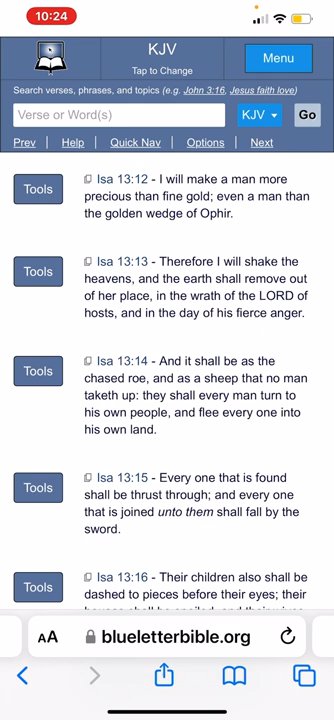 10:24
KJV
Tap to Change
Menu
Search verses, phrases, and topics (e.g. John 3:16, Jesus faith love)
Verse or Word(s)
KJV
Go
Prev | Help | Quick Nav | Options | Next
Tools
Isa 13:12 - I will make a man more
precious than fine gold; even a man than
the golden wedge of Ophir.
Tools
Isa 13:13 - Therefore I will shake the
heavens, and the earth shall remove out
of her place, in the wrath of the LORD of
hosts, and in the day of his fierce anger.
Tools
Isa 13:14 - And it shall be as the
chased roe, and as a sheep that no man
taketh up: they shall every man turn to
his own people, and flee every one into
his own land.
Tools
Isa 13:15 - Every one that is found
shall be thrust through; and every one
that is joined unto them shall fall by the
sword.
Tools
Isa 13:16 - Their children also shall be
dashed to pieces before their eyes; their
houses shall be spoiled, and their wives
AA
blueletterbible.org